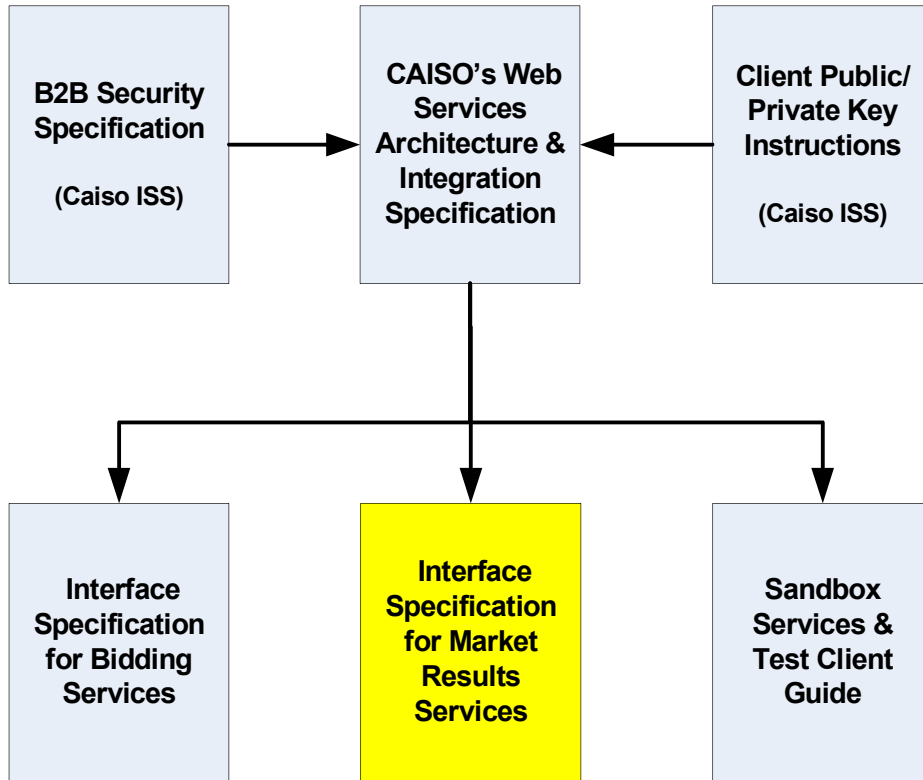 B2B Security
Specification
(Caiso ISS)
CAISO's Web
Services
Architecture &
Integration
Specification
Client Public/
Private Key
Instructions
(Caiso ISS)
Interface
Specification
for Bidding
Services
Interface
Specification
for Market
Results
Services
Sandbox
Services &
Test Client
Guide